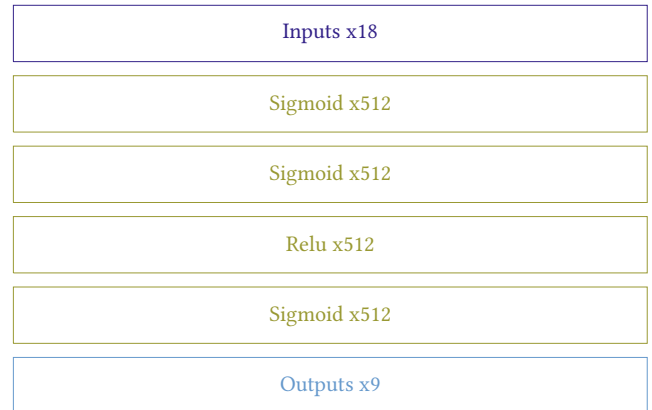 Inputs x18
Sigmoid x512
Sigmoid x512
Relu x512
Sigmoid x512
Outputs x9